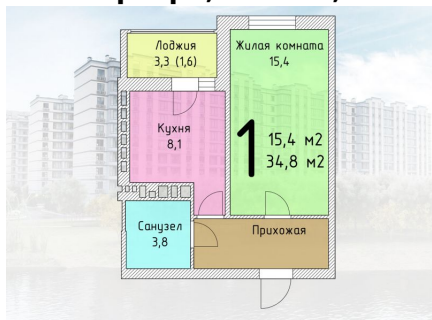 Лоджия
3,3 (1,6)
Жилая комната
15,4
Кухня
8,1
1
15,4 м2
34,8 м2
Санузел
3,8
Прихожая